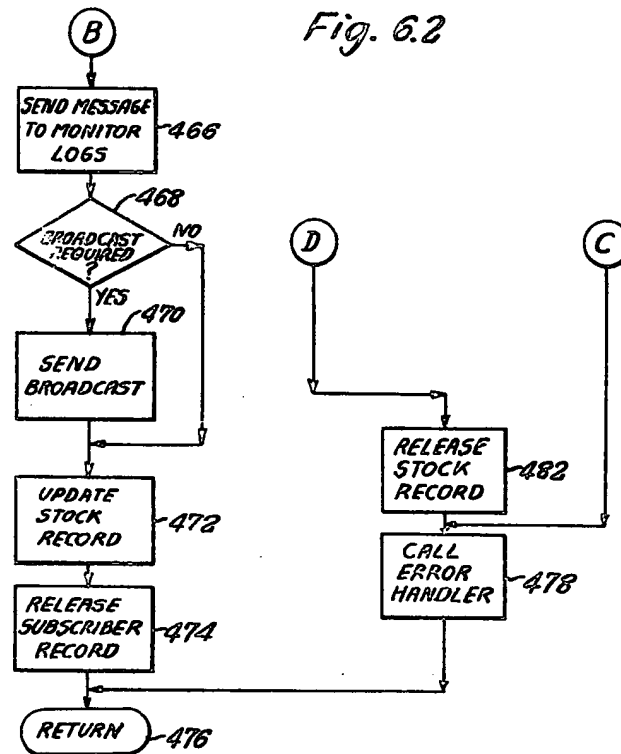 Fig. 6.2
B
SEND MESSAGE
TO MONITOR
LOGS
466
468
BROADCAST
REQUIRED
?
NO
YES
470
SEND
BROADCAST
UPDATE
STOCK
RECORD
472
RELEASE
SUBSCRIBER
RECORD
474
RETURN
476
D
C
RELEASE
STOCK
RECORD
482
CALL
ERROR
HANDLER
478